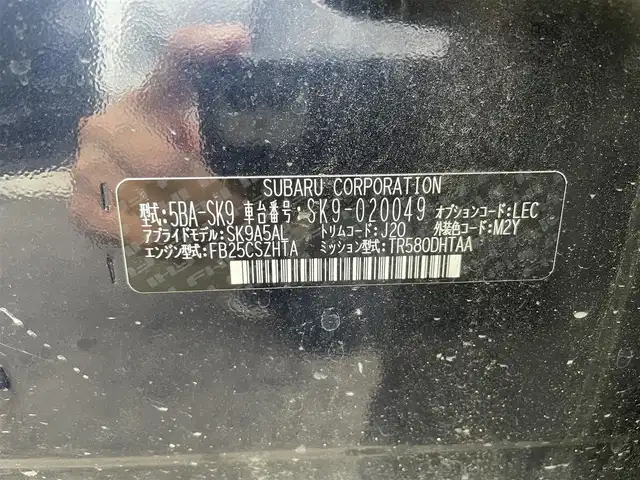 SUBARU CORPORATION
型式:5BA-SK9 車台番号:SK9-020049 オプションコード:LEC
アプライドモデル:SK9A5AL トリムコード:J20 外装色コード:M2Y
エンジン型式:FB25CSZHTA ミッション型式:TR580DHTAA